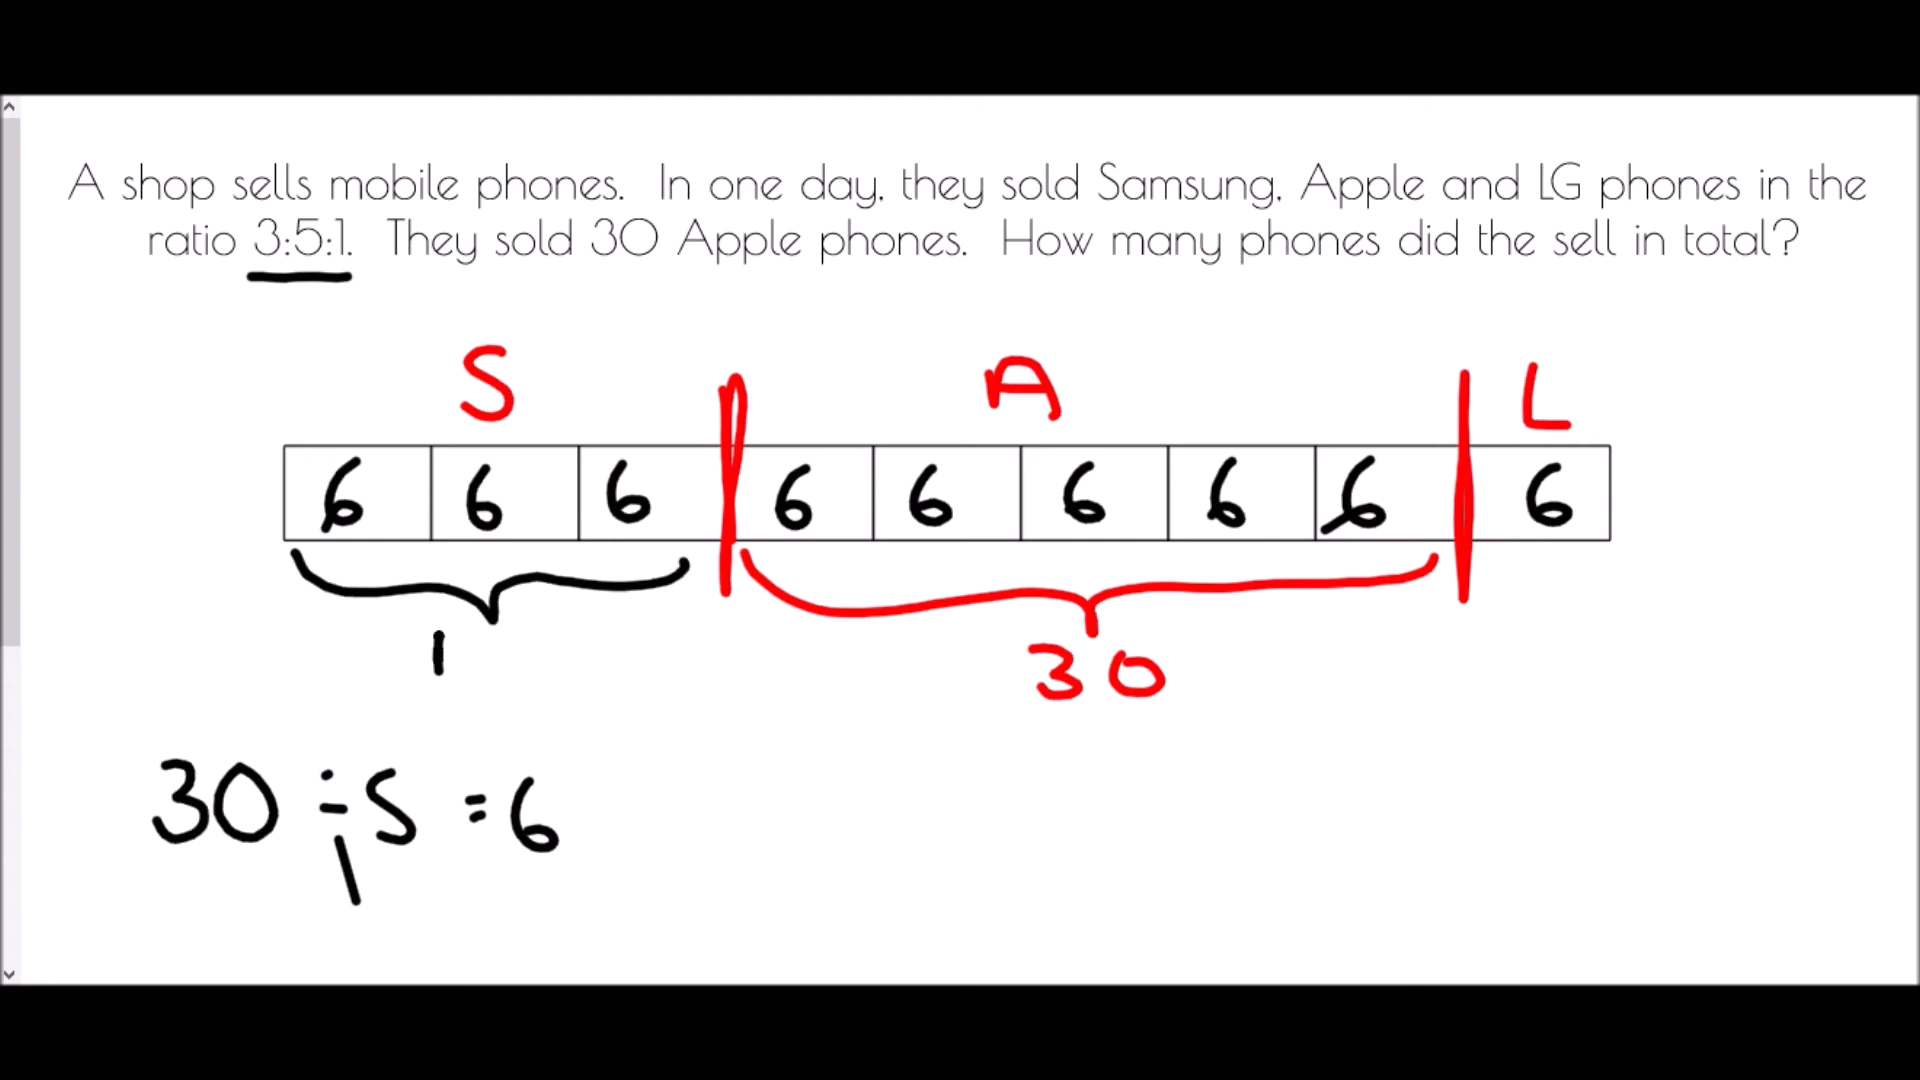 A shop sells mobile phones. In one day, they sold Samsung, Apple and LG phones in the
ratio 3:5:1. They sold 30 Apple phones. How many phones did the sell in total?
S A L
6 6 6 6 6 6 6 6 6
1 30
30 ÷ 5 = 6